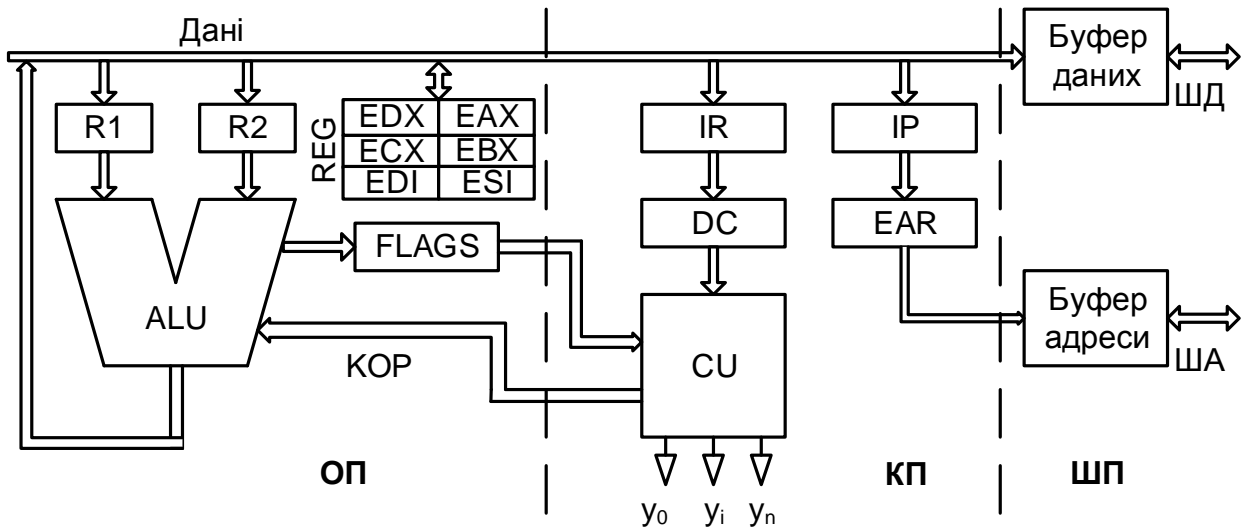 Дані
Буфер
даних
ШД
R1
R2
REG
EDX
EAX
ECX
EBX
EDI
ESI
IR
IP
DC
EAR
FLAGS
ALU
КОР
CU
Буфер
адреси
ША
ОП
КП
ШП
y₀
yᵢ
yₙ